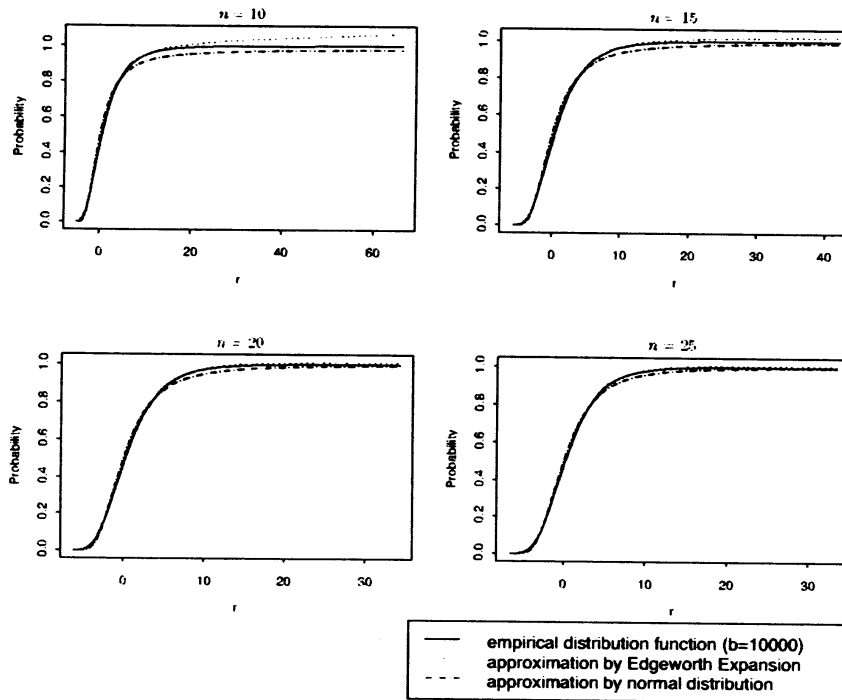 n = 10
Probability
0.0 0.2 0.4 0.6 0.8 1.0
0 20 40 60
r
n = 15
Probability
0.0 0.2 0.4 0.6 0.8 1.0
0 10 20 30 40
r
n = 20
Probability
0.0 0.2 0.4 0.6 0.8 1.0
0 10 20 30
r
n = 25
Probability
0.0 0.2 0.4 0.6 0.8 1.0
0 10 20 30
r
empirical distribution function (b=10000)
approximation by Edgeworth Expansion
approximation by normal distribution